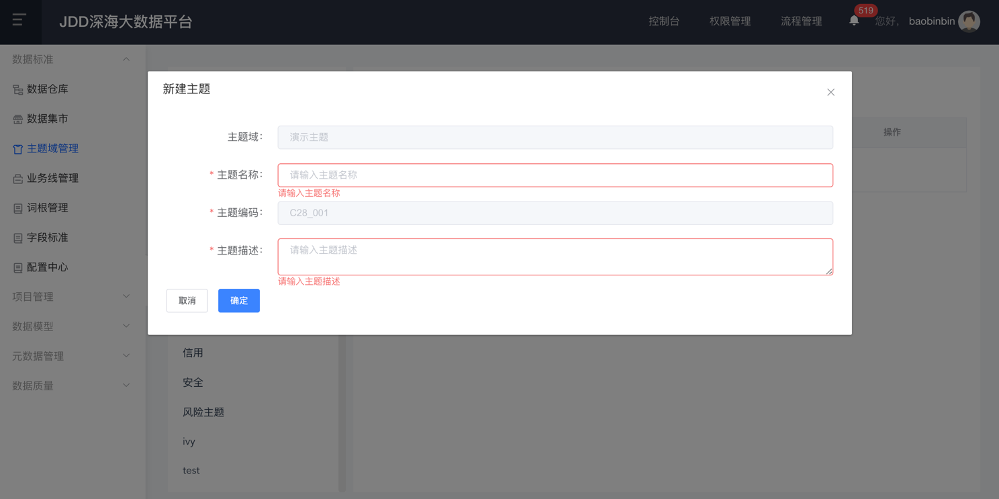 JDD深海大数据平台
控制台
权限管理
流程管理
519
您好，
baobinbin
数据标准
数据仓库
数据集市
主题域管理
业务线管理
词根管理
字段标准
配置中心
项目管理
数据模型
元数据管理
数据质量
新建主题
主题域：
演示主题
* 主题名称：
请输入主题名称
请输入主题名称
* 主题编码：
C28_001
* 主题描述：
请输入主题描述
请输入主题描述
取消
确定
操作
信用
安全
风险主题
ivy
test